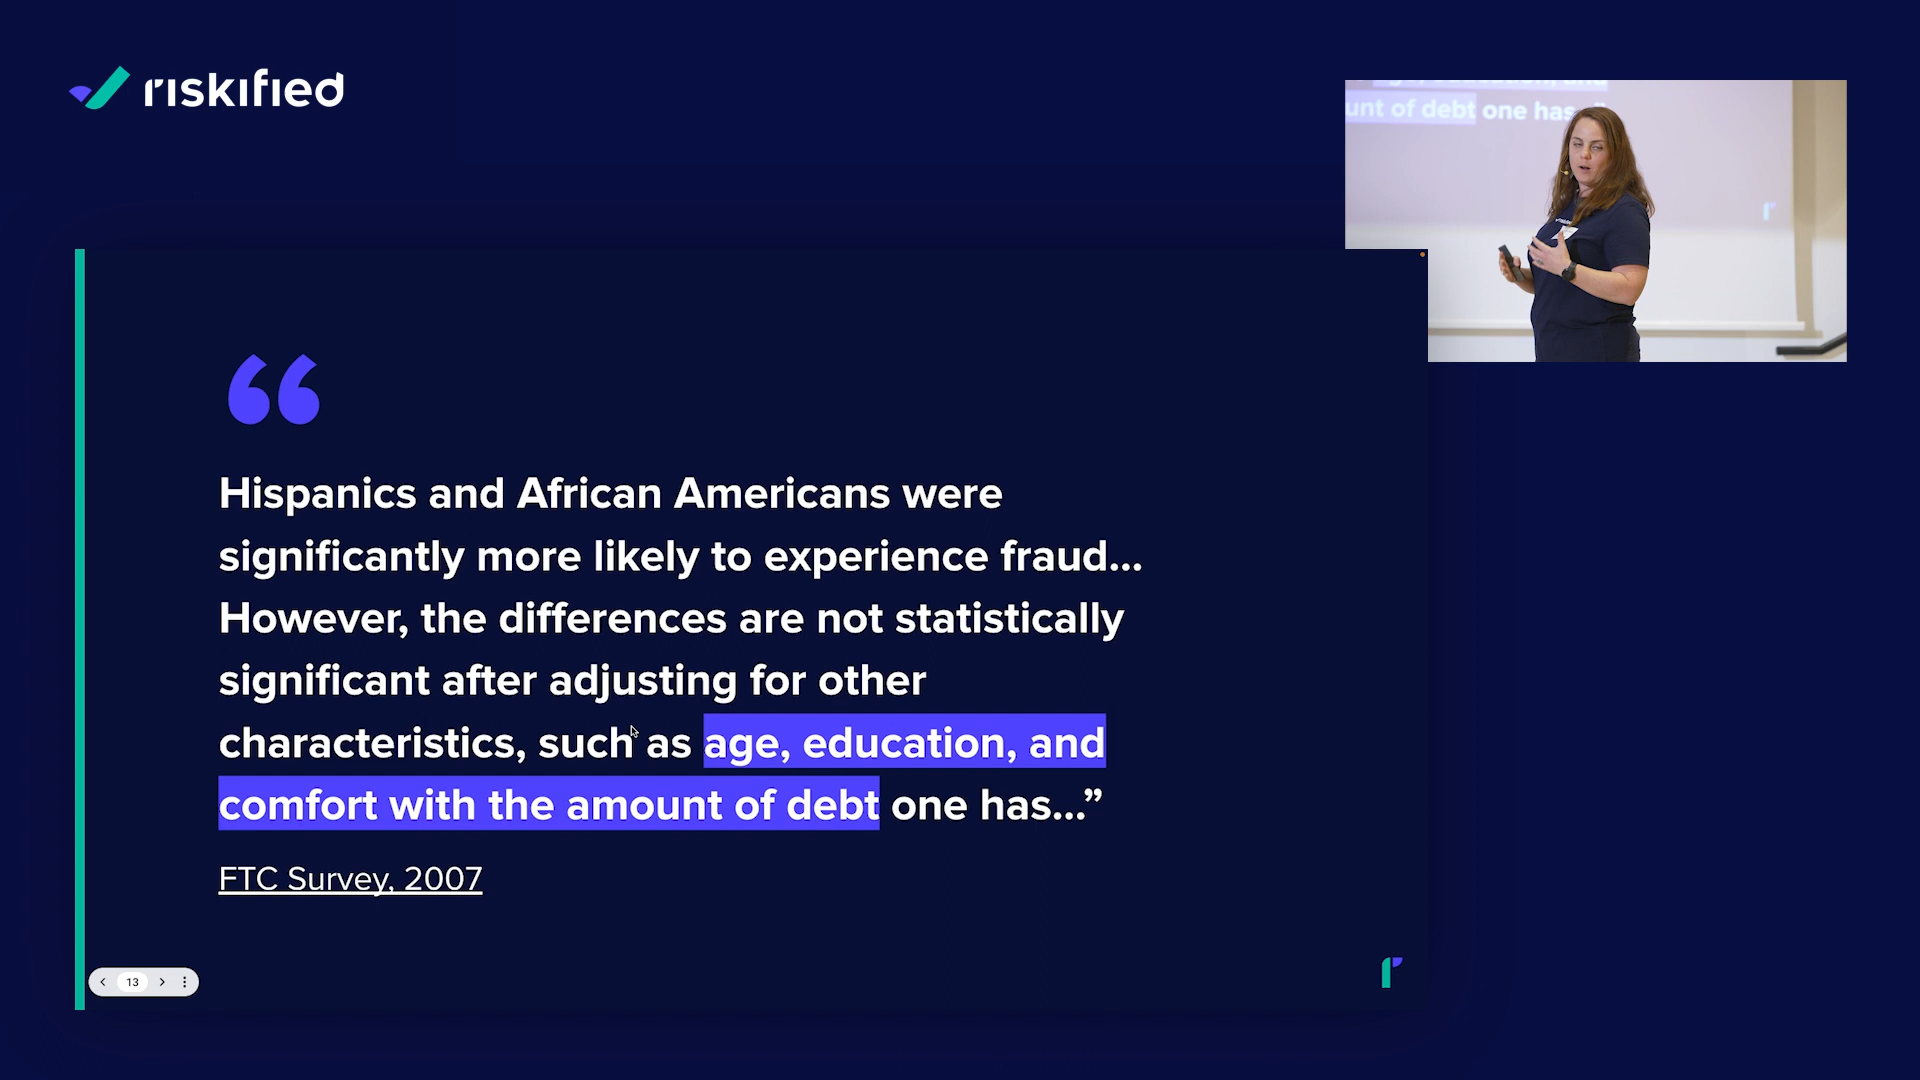 riskified
unt of debt one has...”
“
Hispanics and African Americans were
significantly more likely to experience fraud...
However, the differences are not statistically
significant after adjusting for other
characteristics, such as age, education, and
comfort with the amount of debt one has...”
FTC Survey, 2007
13